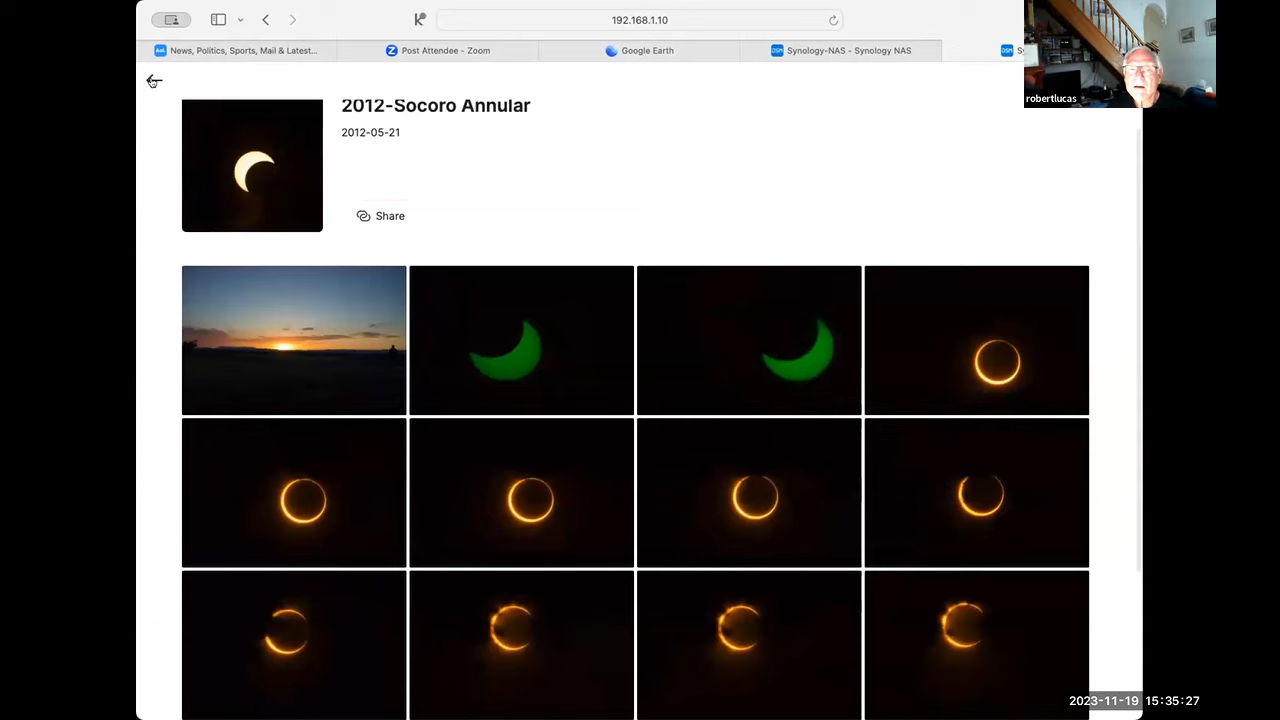 192.168.1.10
News, Politics, Sports, Mail & Latest...
Post Attendee - Zoom
Google Earth
Synology-NAS - Synology NAS
robertlucas
2012-Socoro Annular
2012-05-21
Share
2023-11-19 15:35:27